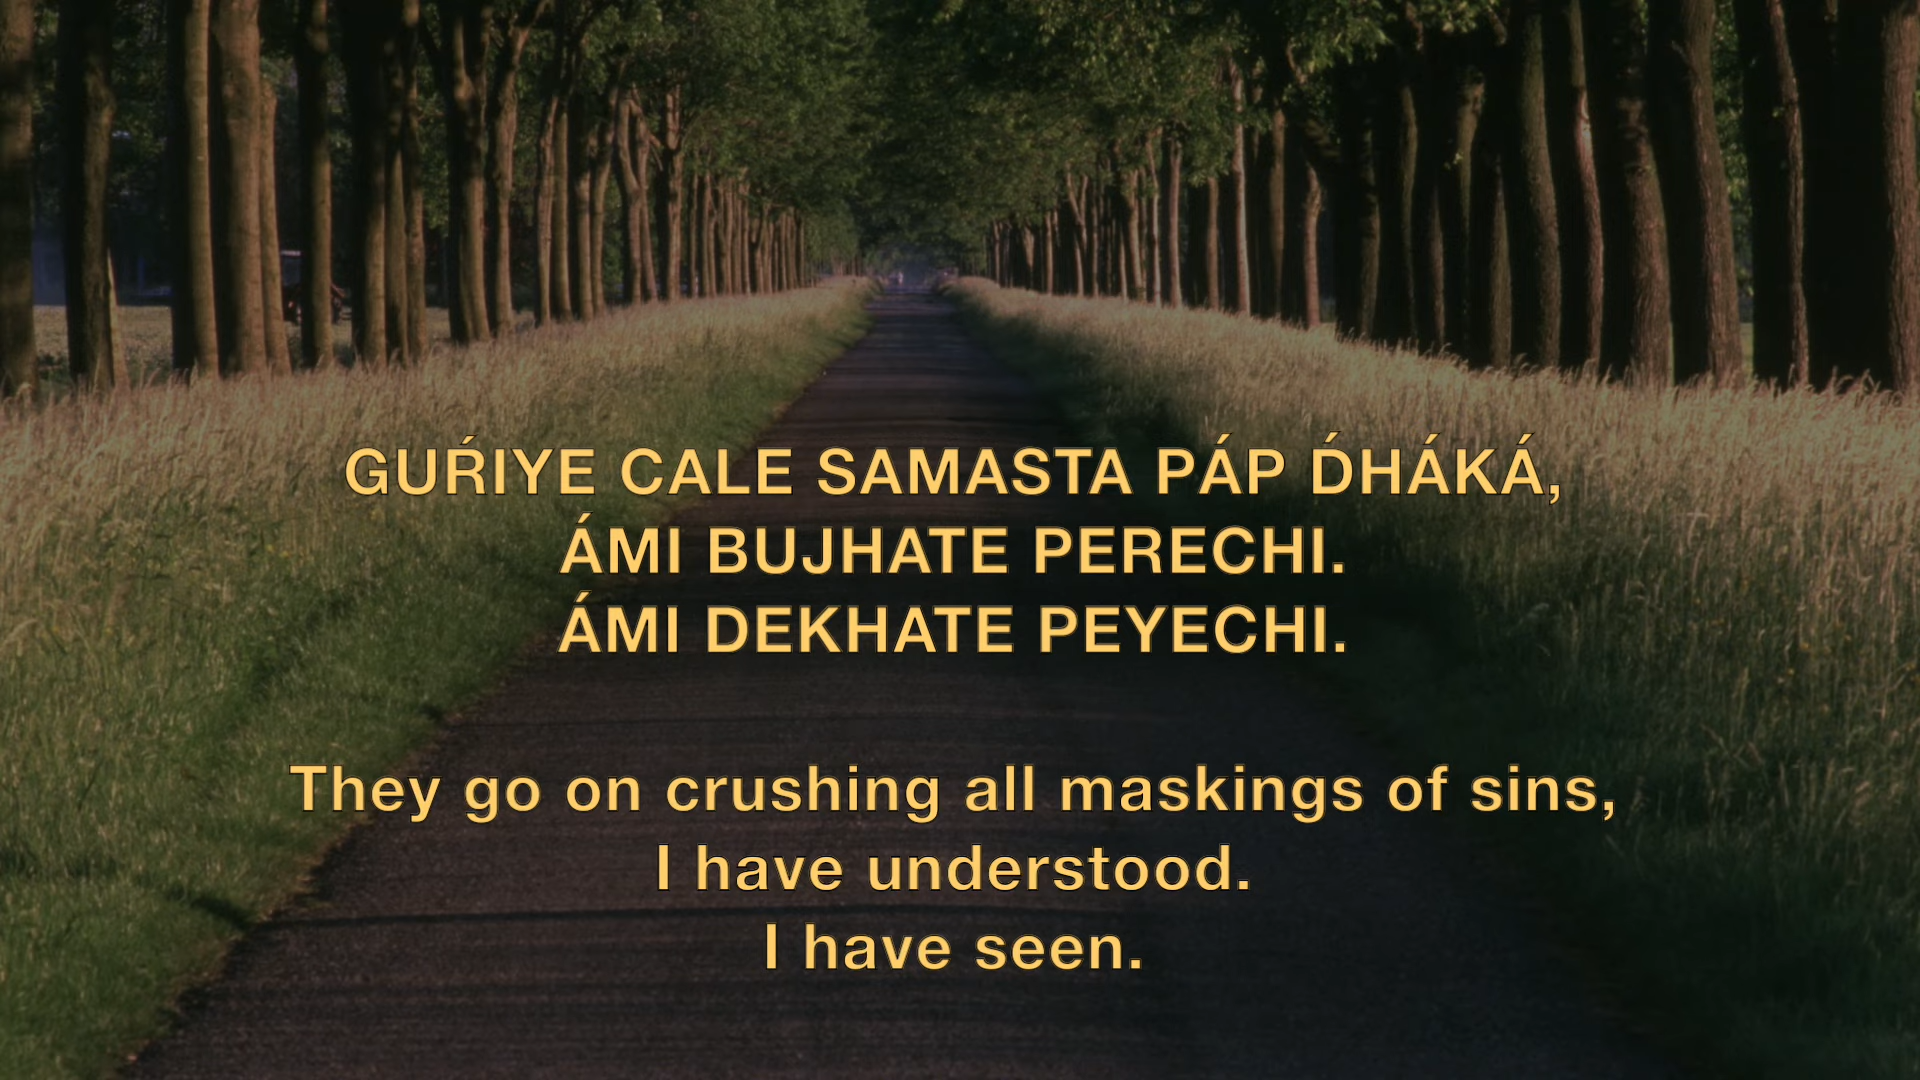 GUŔIYE CALE SAMASTA PÁP D́HÁKÁ,
ÁMI BUJHATE PERECHI.
ÁMI DEKHATE PEYECHI.
They go on crushing all maskings of sins,
I have understood.
I have seen.